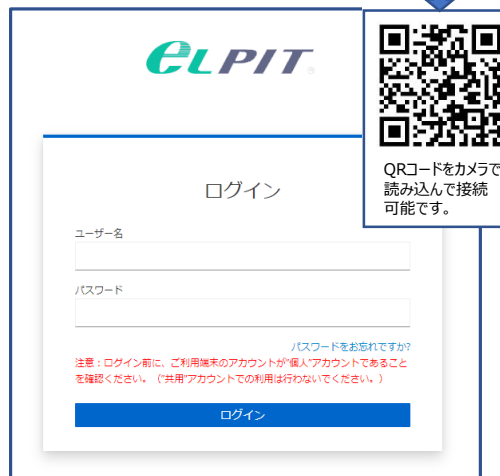 eLPIT®
QRコードをカメラで
読み込んで接続
可能です。
ログイン
ユーザー名
パスワード
パスワードをお忘れですか?
注意：ログイン前に、ご利用端末のアカウントが"個人"アカウントであること
を確認ください。（"共用"アカウントでの利用は行わないでください。）
ログイン